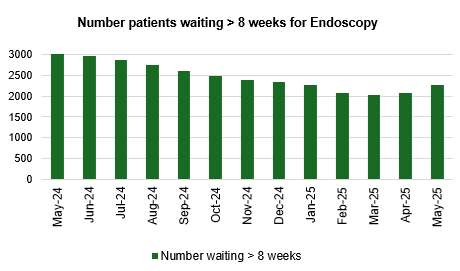 Number patients waiting > 8 weeks for Endoscopy
3000
2500
2000
1500
1000
500
0
May-24
Jun-24
Jul-24
Aug-24
Sep-24
Oct-24
Nov-24
Dec-24
Jan-25
Feb-25
Mar-25
Apr-25
May-25
Number waiting > 8 weeks